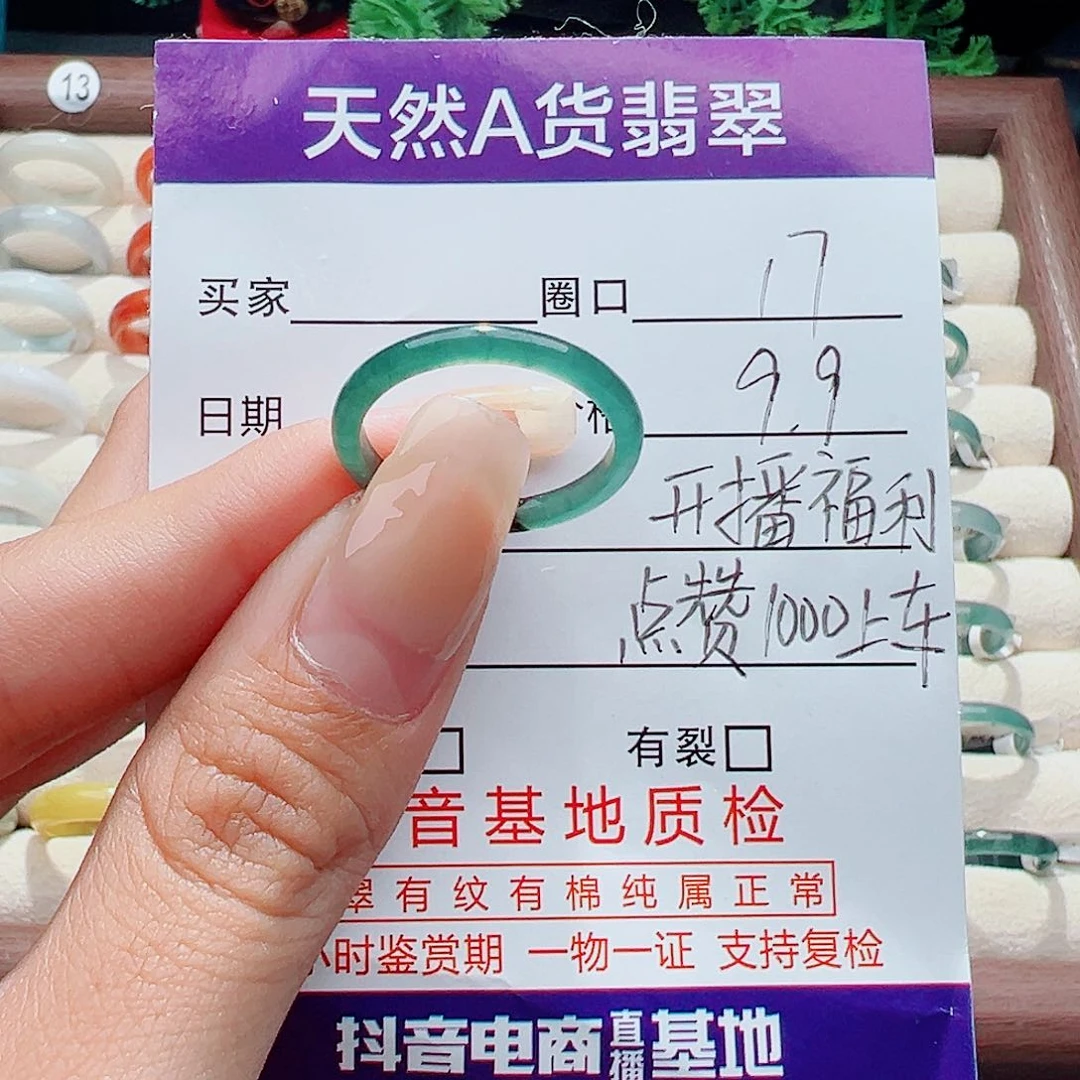 13
天然A货翡翠
买家 圈口 17
日期 价格 9.9
开播福利
点赞1000上车
有裂
音基地质检
翠有纹有棉纯属正常
小时鉴赏期 一物一证 支持复检
抖音电商直播基地